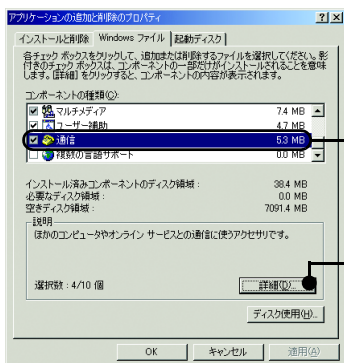 アプリケーションの追加と削除のプロパティ
インストールと削除 Windows ファイル 起動ディスク
各チェック ボックスをクリックして、追加または削除するファイルを選択してください。影
付きのチェック ボックスは、コンポーネントの一部だけがインストールされることを意味
します。[詳細] をクリックすると、コンポーネントの内容が表示されます。
コンポーネントの種類(C):
マルチメディア 7.4 MB
ユーザー補助 4.7 MB
通信 5.3 MB
複数の言語サポート 0.0 MB
インストール済みコンポーネントのディスク領域: 38.4 MB
必要なディスク領域: 0.0 MB
空きディスク領域: 7091.4 MB
説明
ほかのコンピュータやオンライン サービスとの通信に使うアクセサリです。
選択数: 4/10 個
詳細(D)...
ディスク使用(H)...
OK キャンセル 適用(A)